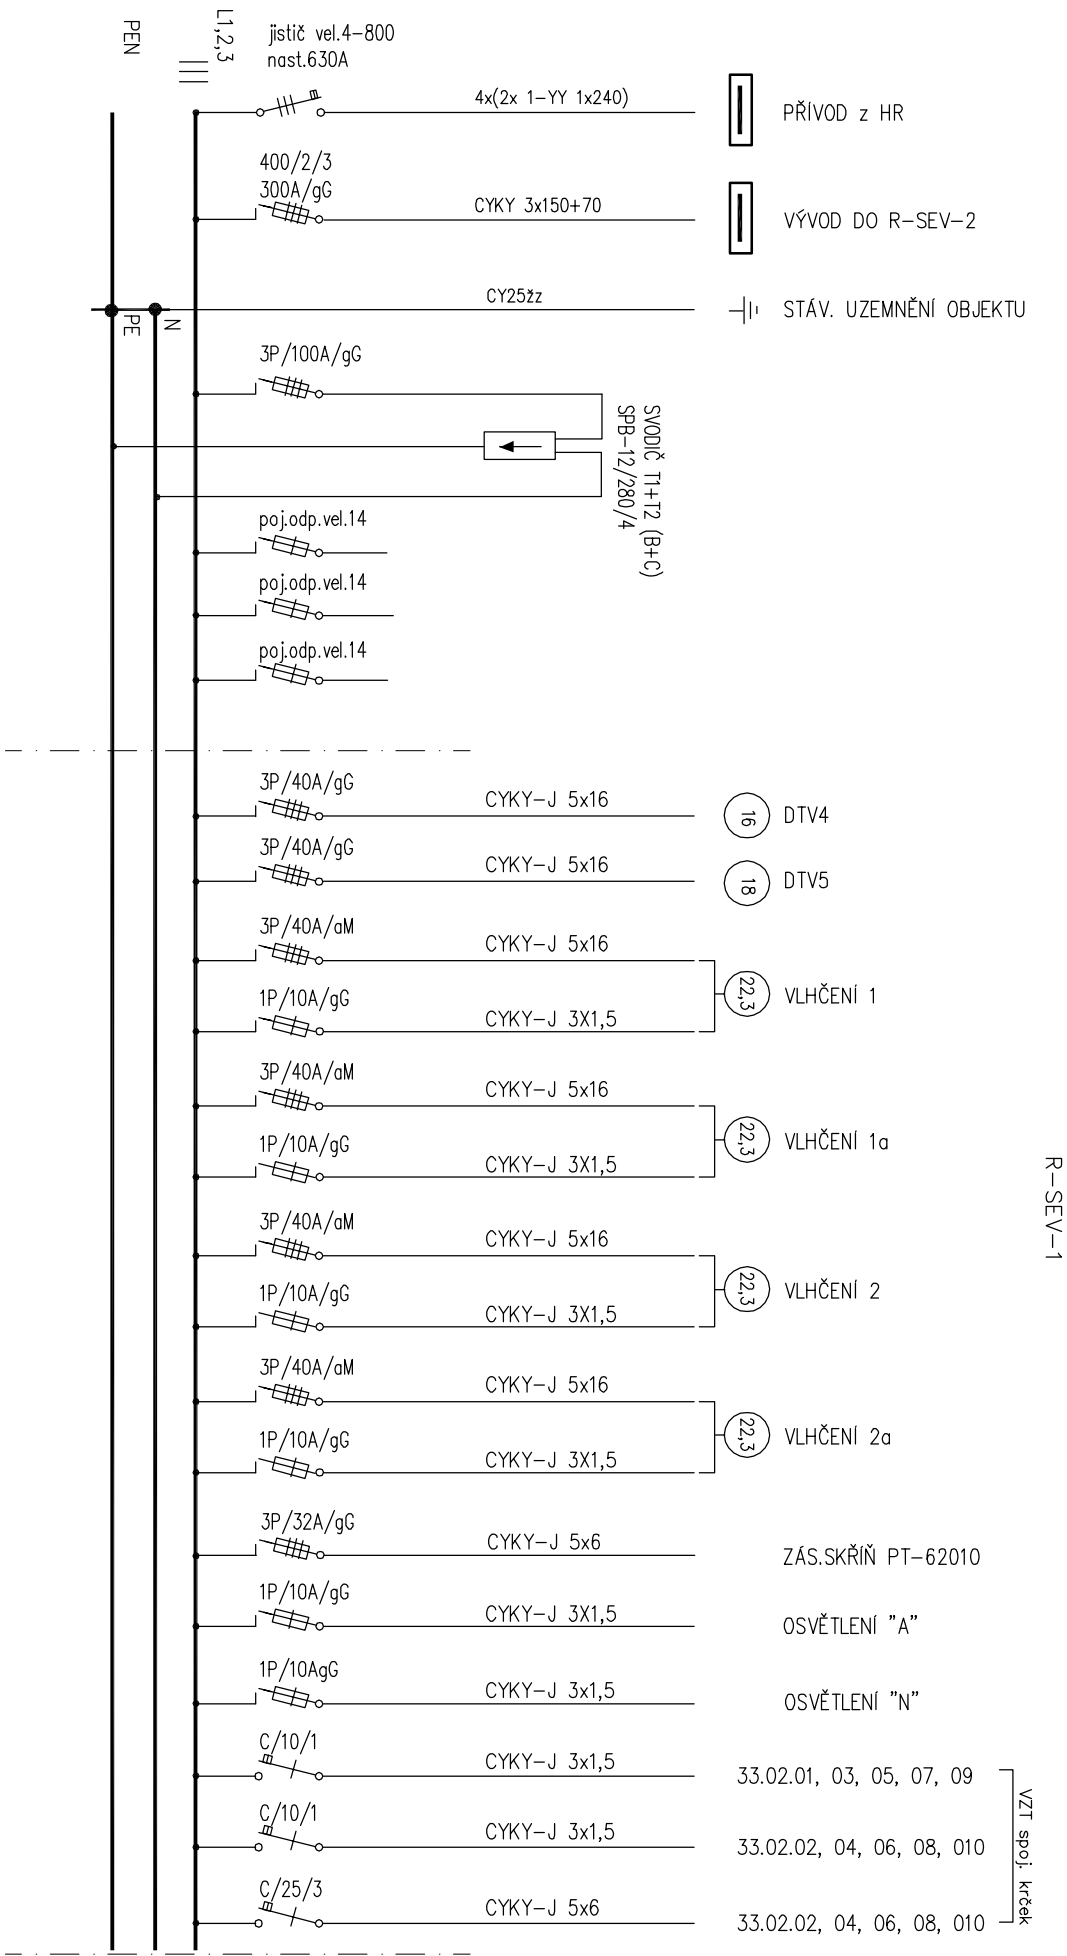 PEN
L1,2,3
jistič vel.4-800
nast.630A
4x(2x 1-YY 1x240)
PŘÍVOD z HR
400/2/3
300A/gG
CYKY 3x150+70
VÝVOD DO R-SEV-2
CY25žz
STÁV. UZEMNĚNÍ OBJEKTU
PE
N
3P/100A/gG
SVODIČ T1+T2 (B+C)
SPB-12/280/4
poj.odp.vel.14
poj.odp.vel.14
poj.odp.vel.14
3P/40A/gG
CYKY-J 5x16
16
DTV4
3P/40A/gG
CYKY-J 5x16
18
DTV5
3P/40A/aM
CYKY-J 5x16
22,3
VLHČENÍ 1
1P/10A/gG
CYKY-J 3X1,5
3P/40A/aM
CYKY-J 5x16
22,3
VLHČENÍ 1a
1P/10A/gG
CYKY-J 3X1,5
R-SEV-1
3P/40A/aM
CYKY-J 5x16
22,3
VLHČENÍ 2
1P/10A/gG
CYKY-J 3X1,5
3P/40A/aM
CYKY-J 5x16
22,3
VLHČENÍ 2a
1P/10A/gG
CYKY-J 3X1,5
3P/32A/gG
CYKY-J 5x6
ZÁS.SKŘÍŇ PT-62010
1P/10A/gG
CYKY-J 3X1,5
OSVĚTLENÍ "A"
1P/10AgG
CYKY-J 3x1,5
OSVĚTLENÍ "N"
C/10/1
CYKY-J 3x1,5
33.02.01, 03, 05, 07, 09
C/10/1
CYKY-J 3x1,5
33.02.02, 04, 06, 08, 010
C/25/3
CYKY-J 5x6
33.02.02, 04, 06, 08, 010
VZT spoj. krček